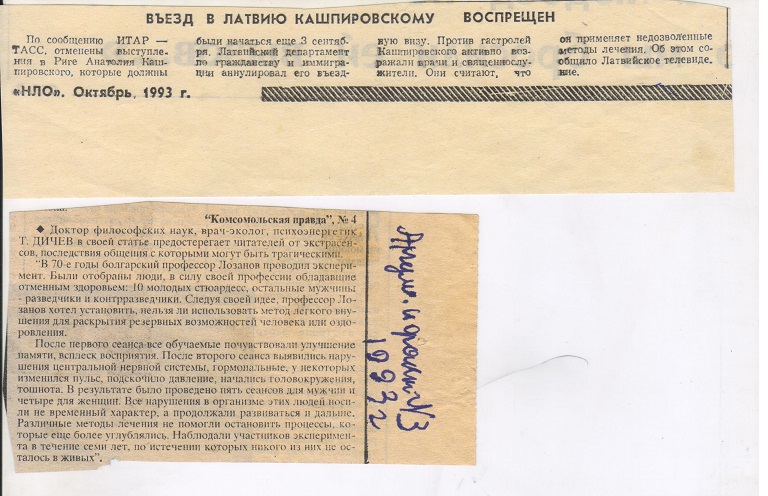 ВЪЕЗД В ЛАТВИЮ КАШПИРОВСКОМУ ВОСПРЕЩЕН
По сообщению ИТАР —
ТАСС, отменены выступле-
ния в Риге Анатолия Каш-
пировского, которые должны
были начаться еще 3 сентяб-
ря. Латвийский департамент
по гражданству и иммигра-
ции аннулировал его въезд-
ную визу. Против гастролей
Кашпировского активно воз-
ражали врачи и священнослу-
жители. Они считают, что
он применяет недозволенные
методы лечения. Об этом со-
общило Латвийское телевиде.
ние.
«НЛО». Октябрь, 1993 г.
"Комсомольская правда", № 4
◆ Доктор философских наук, врач-эколог, психоэнергетик
Т. ДИЧЕВ в своей статье предостерегает читателей от экстрасен-
сов, последствия общения с которыми могут быть трагическими.
"В 70-е годы болгарский профессор Лозанов проводил экспери-
мент. Были отобраны люди, в силу своей профессии обладавшие
отменным здоровьем: 10 молодых стюардесс, остальные мужчины
- разведчики и контрразведчики. Следуя своей идее, профессор Ло-
занов хотел установить, нельзя ли использовать метод легкого вну-
шения для раскрытия резервных возможностей человека или оздо-
ровления.
После первого сеанса все обучаемые почувствовали улучшение
памяти, всплеск восприятия. После второго сеанса выявились нару-
шения центральной нервной системы, гормональные, у некоторых
изменился пульс, подскочило давление, начались головокружения,
тошнота. В результате было проведено пять сеансов для мужчин и
четыре для женщин. Все нарушения в организме этих людей носи-
ли не временный характер, а продолжали развиваться и дальше.
Различные методы лечения не помогли остановить процессы, ко-
торые еще более углублялись. Наблюдали участников эксперимен-
та в течение семи лет, по истечении которых никого из них не ос-
талось в живых".
и факт. N3
1993 г